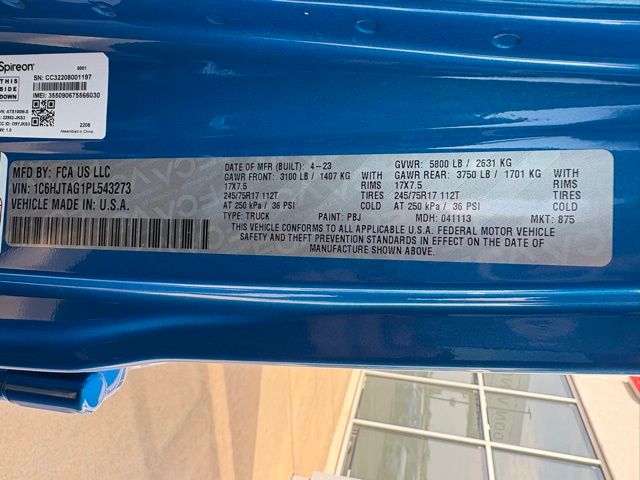 Spireon
0001
SN: CC32208001197
THIS
SIDE
DOWN
IMEI: 355090675566030
2208
Assembled in China
MFD BY: FCA US LLC
VIN: 1C6HJTAG1PL543273
VEHICLE MADE IN: U.S.A.
DATE OF MFR (BUILT): 4-23
GAWR FRONT: 3100 LB / 1407 KG WITH
17X7.5 RIMS
245/75R17 112T TIRES
AT 250 kPa / 36 PSI COLD
TYPE: TRUCK PAINT: PBJ
GVWR: 5800 LB / 2631 KG
GAWR REAR: 3750 LB / 1701 KG WITH
17X7.5 RIMS
245/75R17 112T TIRES
AT 250 kPa / 36 PSI COLD
MDH: 041113 MKT: 875
THIS VEHICLE CONFORMS TO ALL APPLICABLE U.S.A. FEDERAL MOTOR VEHICLE
SAFETY AND THEFT PREVENTION STANDARDS IN EFFECT ON THE DATE OF
MANUFACTURE SHOWN ABOVE.